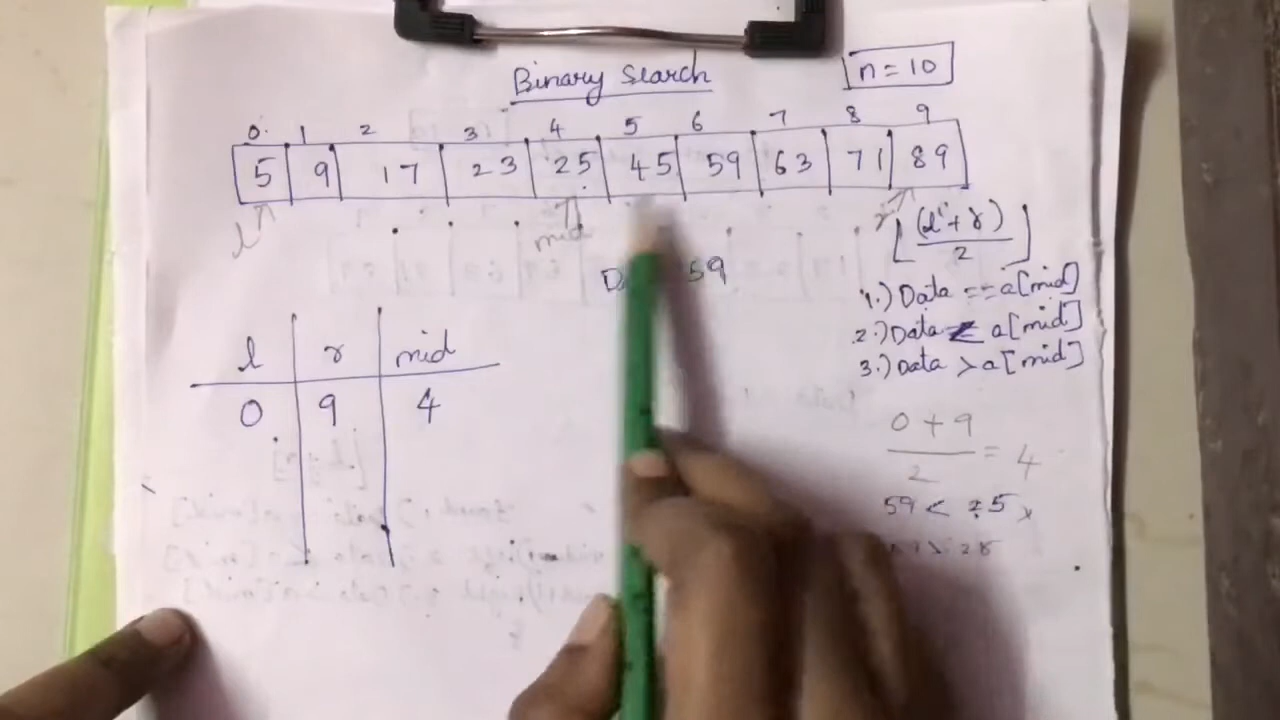 Binary Search
n = 10
0 1 2 3 4 5 6 7 8 9
5 9 17 23 25 45 59 63 71 89
l mid r
⌊(l+r)/2⌋
59
1.) Data == a[mid]
2.) Data < a[mid]
3.) Data > a[mid]
l r mid
0 9 4
0 + 9
2 = 4
59 < 25 x